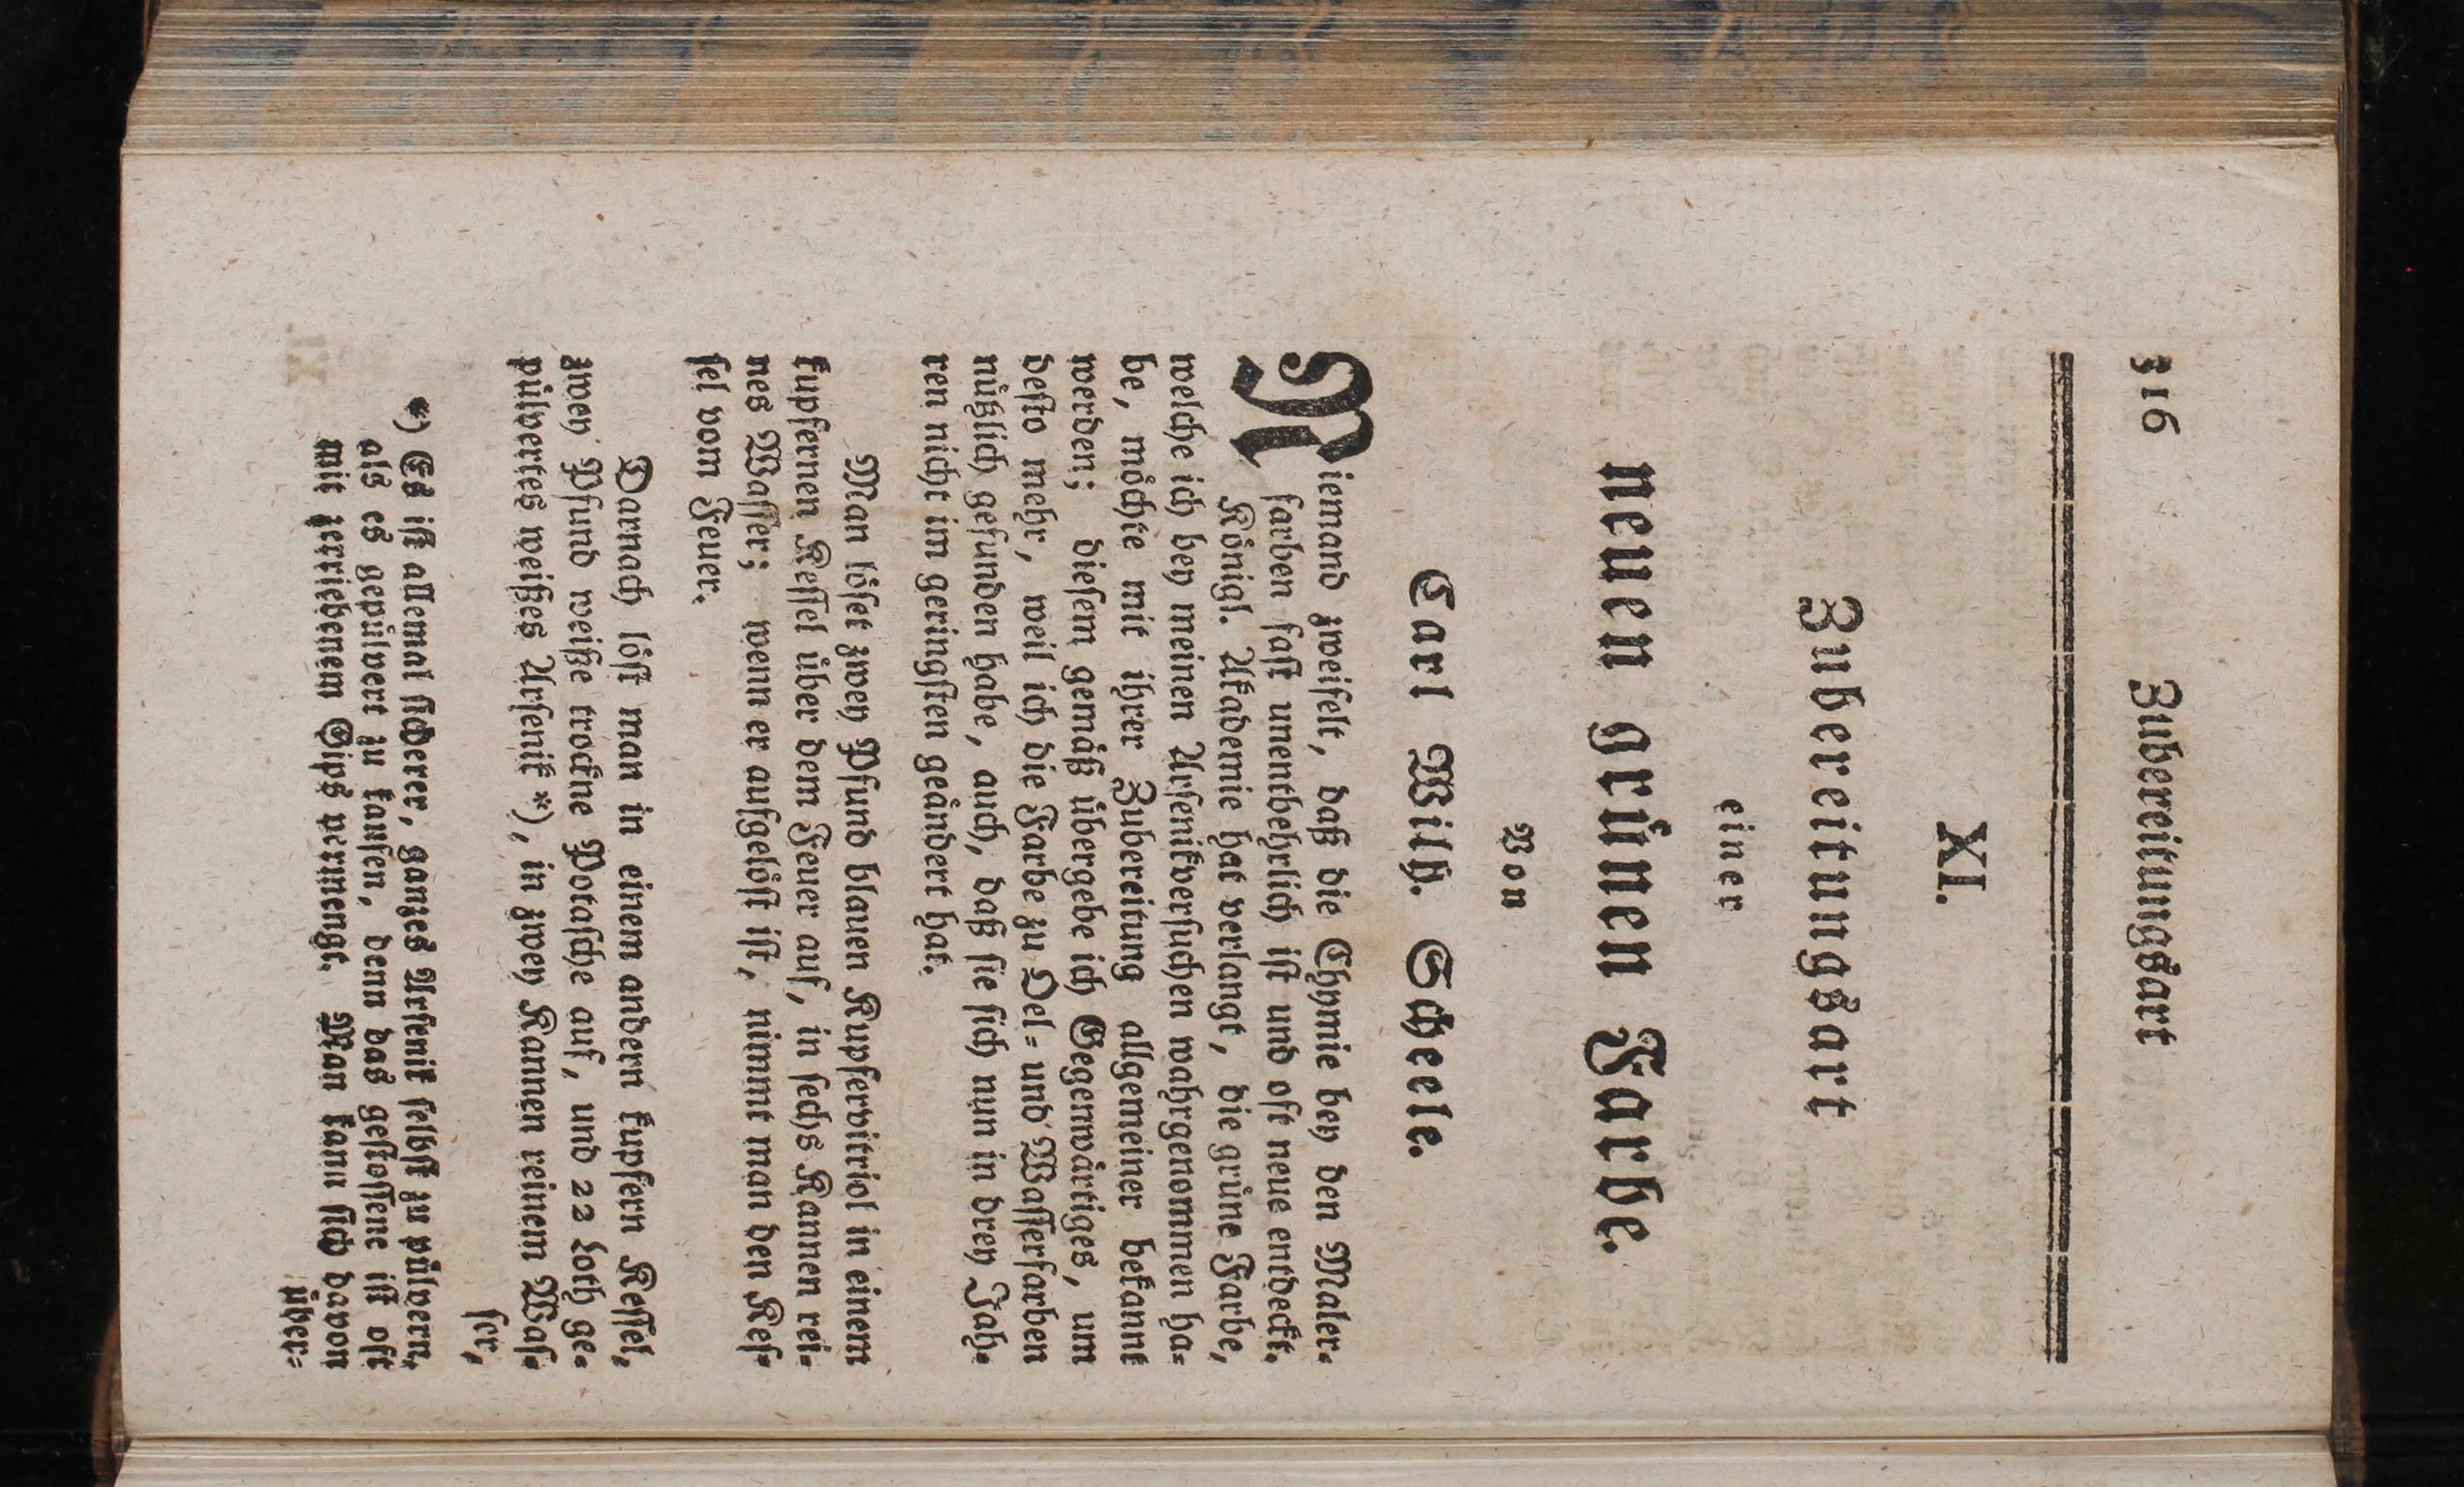 316 Zubereitungsart
XI.
Zubereitungsart
einer
neuen grünen Farbe.
Von
Carl Wilh. Scheele.
Niemand zweifelt, daß die Chymie bey den Maler-
farben fast unentbehrlich ist und oft neue entdeckt.
Königl. Akademie hat verlangt, die grüne Farbe,
welche ich bey meinen Arsenikversuchen wahrgenommen ha-
be, möchte mit ihrer Zubereitung allgemeiner bekannt
werden; diesem gemäß übergebe ich Gegenwärtiges, um
desto mehr, weil ich die Farbe zu Oel- und Wasserfarben
nützlich gefunden habe, auch, daß sie sich nun in drey Jah-
ren nicht im geringsten geändert hat.
Man löset zwey Pfund blauen Kupfervitriol in einem
kupfernen Kessel über dem Feuer auf, in sechs Kannen rei-
nes Wasser; wenn er aufgelöst ist, nimmt man den Kes-
sel vom Feuer.
Darnach löst man in einem andern kupfern Kessel,
zwey Pfund weiße trockne Potasche auf, und 22 Loth ge-
pülvertes weißes Arsenik *), in zwey Kannen reinem Was-
ser,
*) Es ist allemal sicherer, ganzes Arsenik selbst zu pülvern,
als es gepülvert zu kaufen, denn das gestossene ist oft
mit zerriebenem Gips vermengt. Man kann sich davon
über-